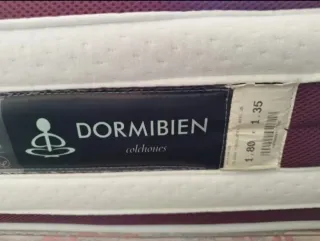 DORMIBIEN
colchones
1.80 · 1.35